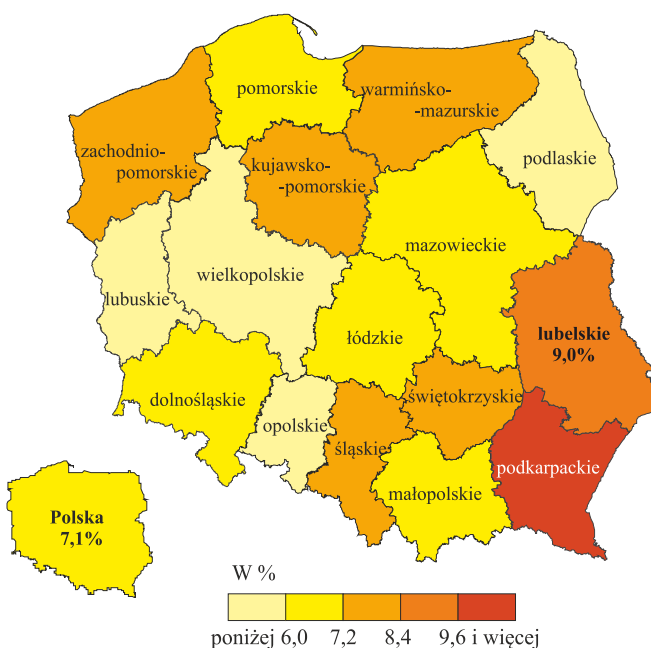 pomorskie
warmińsko-
-mazurskie
zachodnio-
pomorskie
kujawsko-
-pomorskie
podlaskie
mazowieckie
wielkopolskie
lubuskie
łódzkie
lubelskie
9,0%
dolnośląskie
opolskie
świętokrzyskie
śląskie
podkarpackie
małopolskie
Polska
7,1%
W %
poniżej 6,0 7,2 8,4 9,6 i więcej